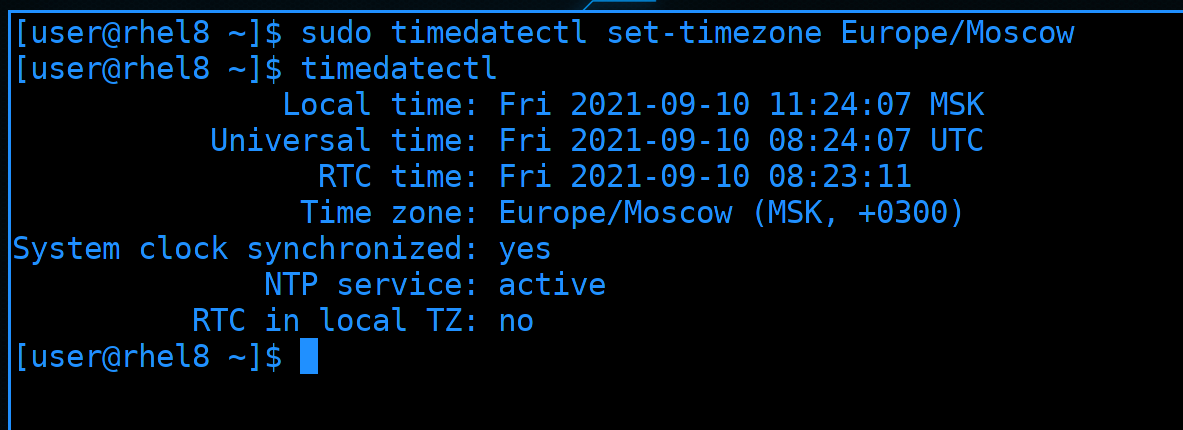 [user@rhel8 ~]$ sudo timedatectl set-timezone Europe/Moscow
[user@rhel8 ~]$ timedatectl
Local time: Fri 2021-09-10 11:24:07 MSK
Universal time: Fri 2021-09-10 08:24:07 UTC
RTC time: Fri 2021-09-10 08:23:11
Time zone: Europe/Moscow (MSK, +0300)
System clock synchronized: yes
NTP service: active
RTC in local TZ: no
[user@rhel8 ~]$